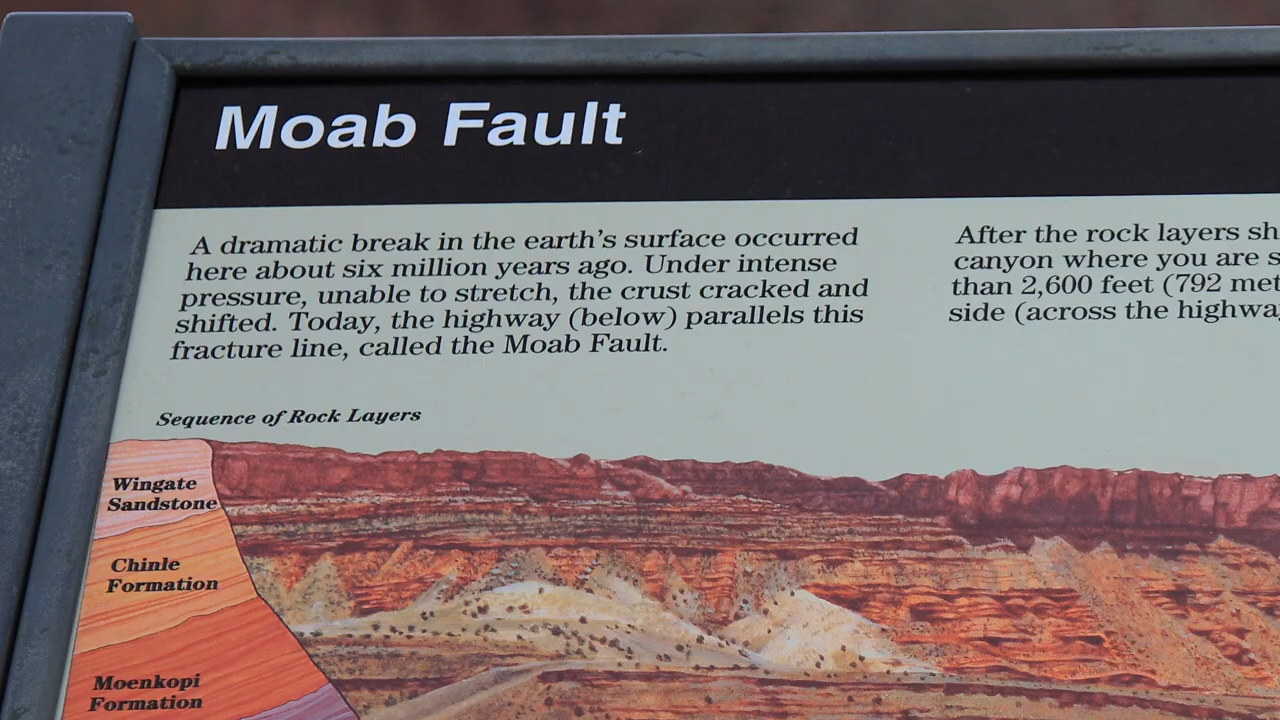 Moab Fault
A dramatic break in the earth's surface occurred
here about six million years ago. Under intense
pressure, unable to stretch, the crust cracked and
shifted. Today, the highway (below) parallels this
fracture line, called the Moab Fault.
After the rock layers sh
canyon where you are s
than 2,600 feet (792 met
side (across the highwa
Sequence of Rock Layers
Wingate
Sandstone
Chinle
Formation
Moenkopi
Formation